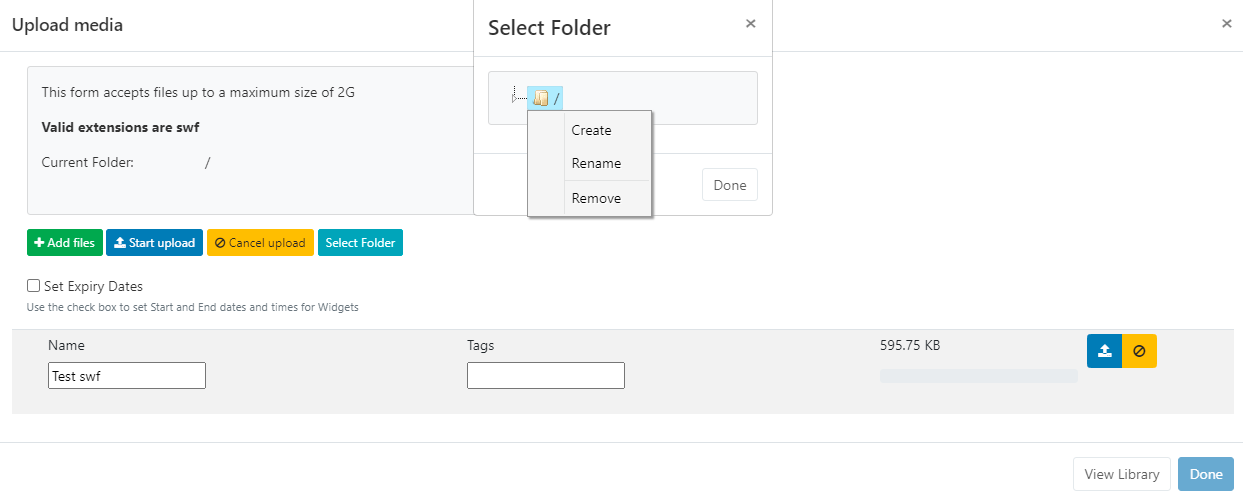 Upload media
×
Select Folder
×
/
Create
Rename
Remove
Done
This form accepts files up to a maximum size of 2G
Valid extensions are swf
Current Folder: /
Add files Start upload Cancel upload Select Folder
Set Expiry Dates
Use the check box to set Start and End dates and times for Widgets
Name Tags 595.75 KB
Test swf
View Library Done